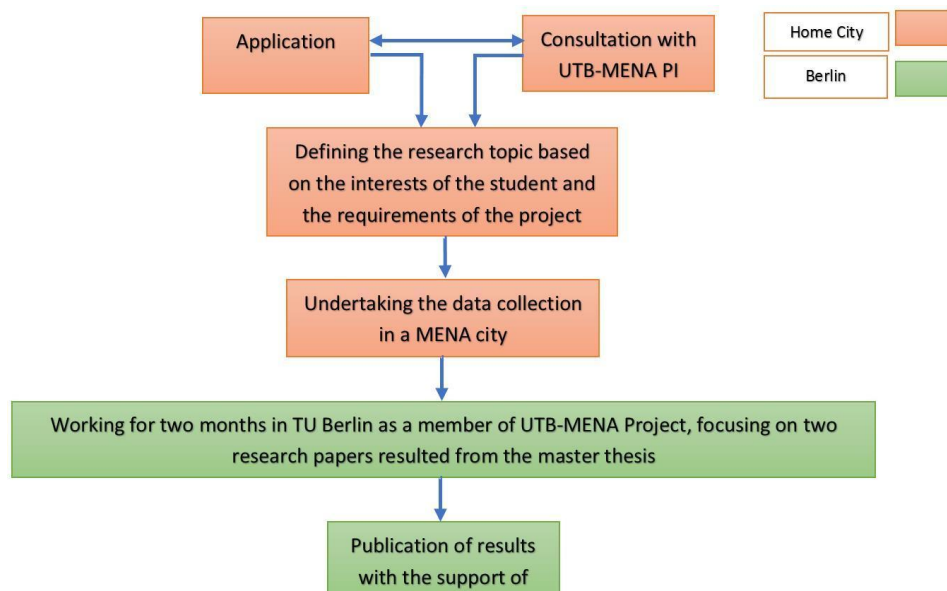 Application
Consultation with
UTB-MENA PI
Home City
Berlin
Defining the research topic based
on the interests of the student and
the requirements of the project
Undertaking the data collection
in a MENA city
Working for two months in TU Berlin as a member of UTB-MENA Project, focusing on two
research papers resulted from the master thesis
Publication of results
with the support of